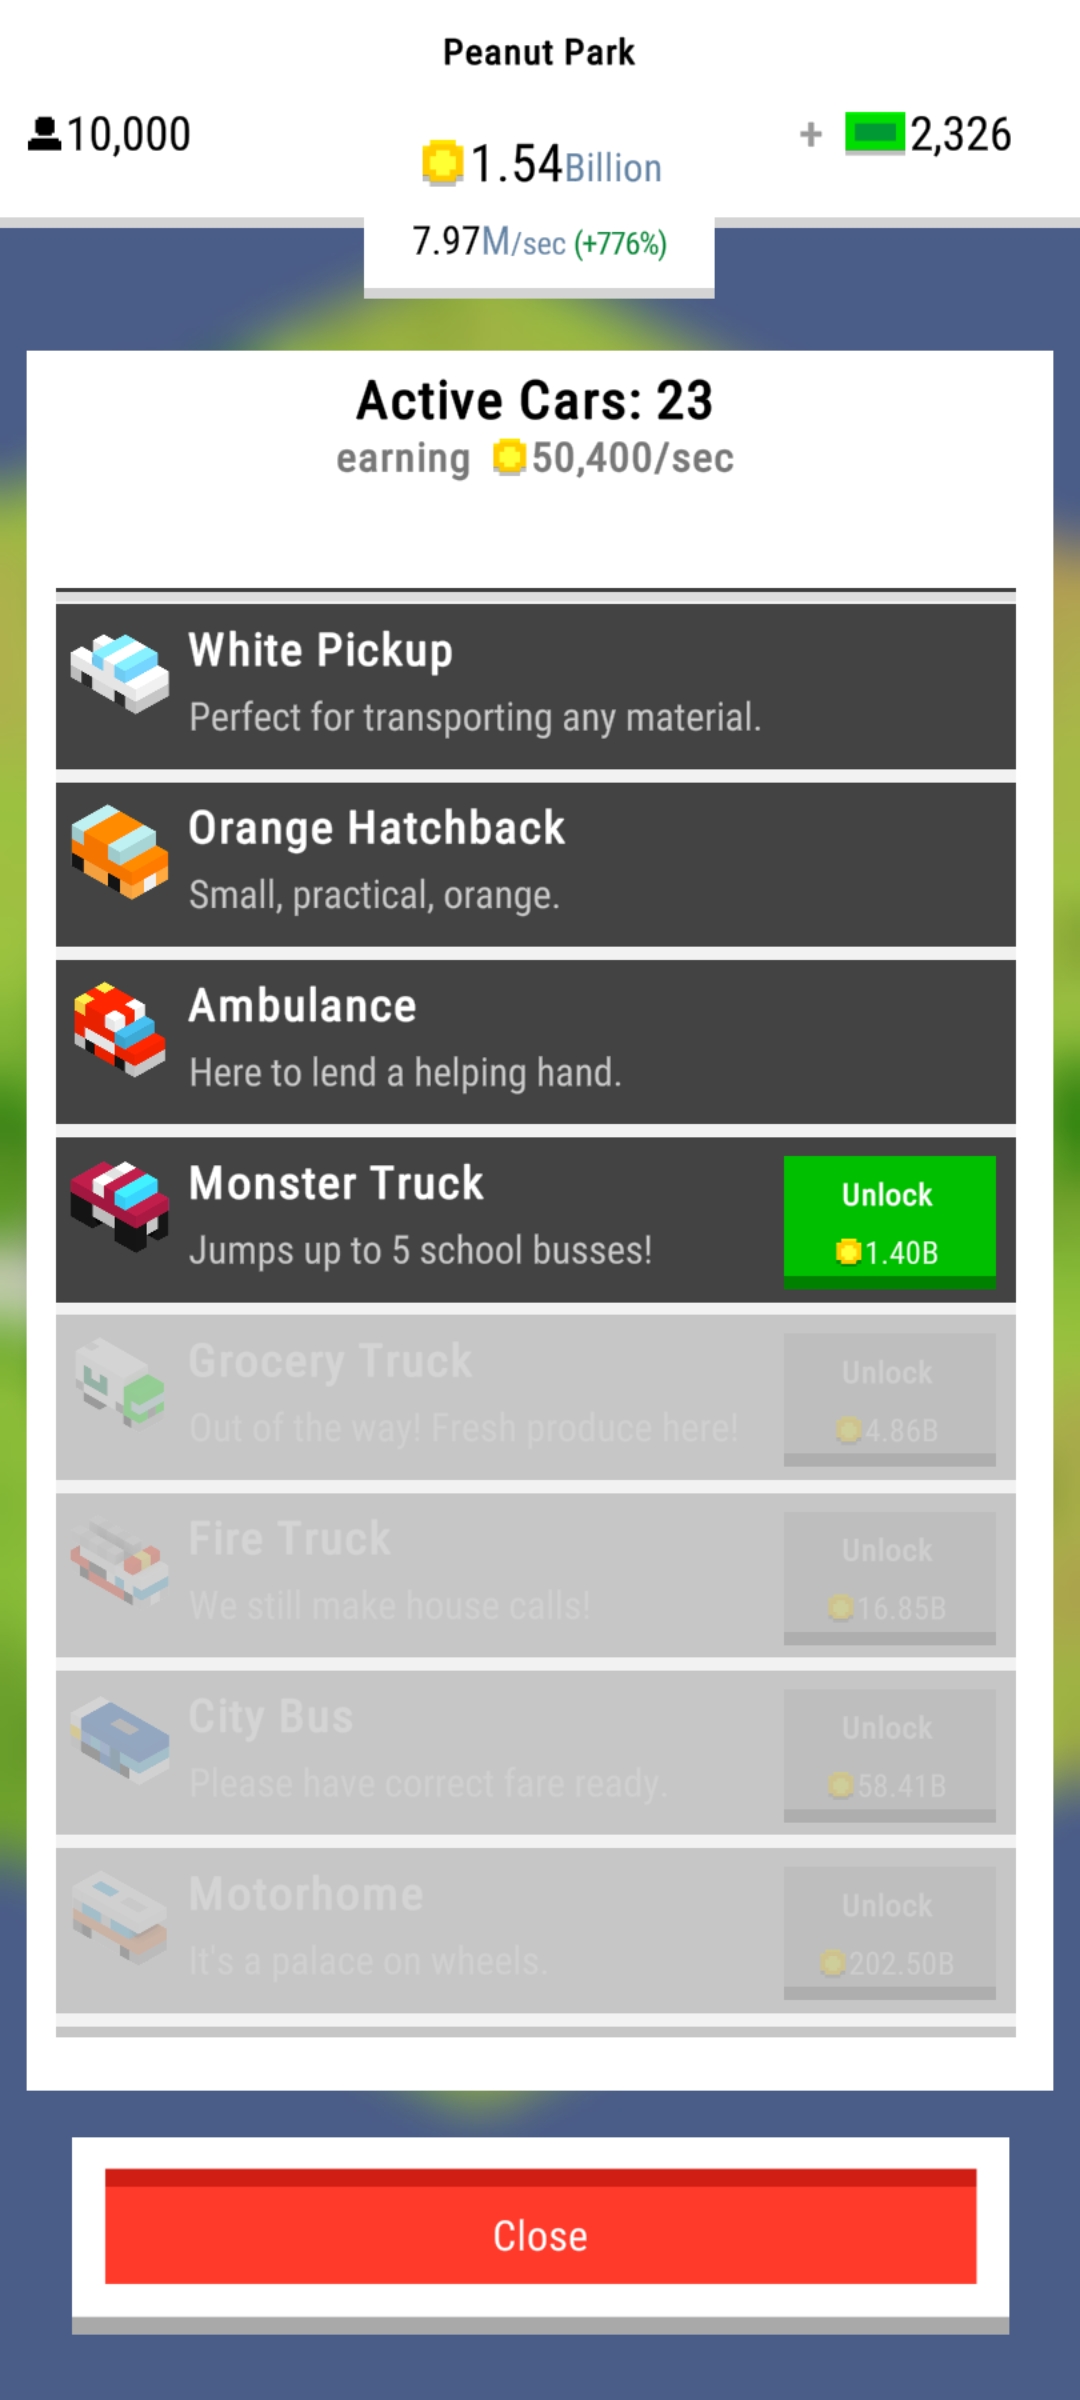 Peanut Park
10,000
1.54Billion
+ 2,326
7.97M/sec (+776%)
Active Cars: 23
earning 50,400/sec
White Pickup
Perfect for transporting any material.
Orange Hatchback
Small, practical, orange.
Ambulance
Here to lend a helping hand.
Monster Truck
Jumps up to 5 school busses!
Unlock
1.40B
Grocery Truck
Out of the way! Fresh produce here!
Unlock
4.86B
Fire Truck
We still make house calls!
Unlock
16.85B
City Bus
Please have correct fare ready.
Unlock
58.41B
Motorhome
It's a palace on wheels.
Unlock
202.50B
Close